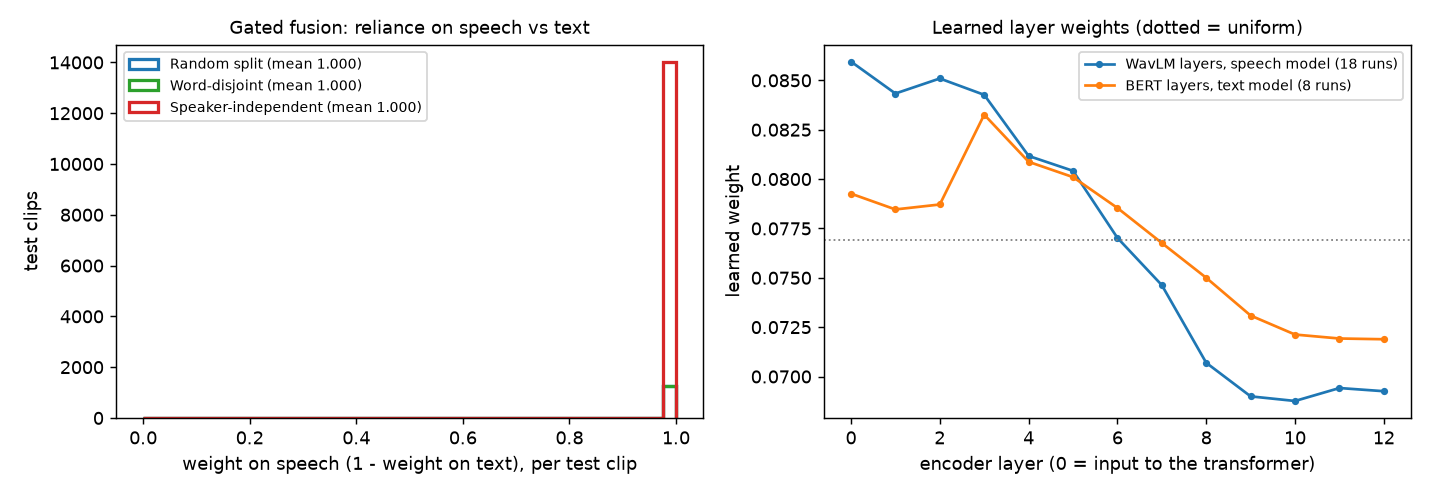 Gated fusion: reliance on speech vs text
Random split (mean 1.000)
Word-disjoint (mean 1.000)
Speaker-independent (mean 1.000)
14000
12000
10000
8000
6000
4000
2000
0
test clips
0.0 0.2 0.4 0.6 0.8 1.0
weight on speech (1 - weight on text), per test clip
Learned layer weights (dotted = uniform)
WavLM layers, speech model (18 runs)
BERT layers, text model (8 runs)
0.0850
0.0825
0.0800
0.0775
0.0750
0.0725
0.0700
learned weight
0 2 4 6 8 10 12
encoder layer (0 = input to the transformer)